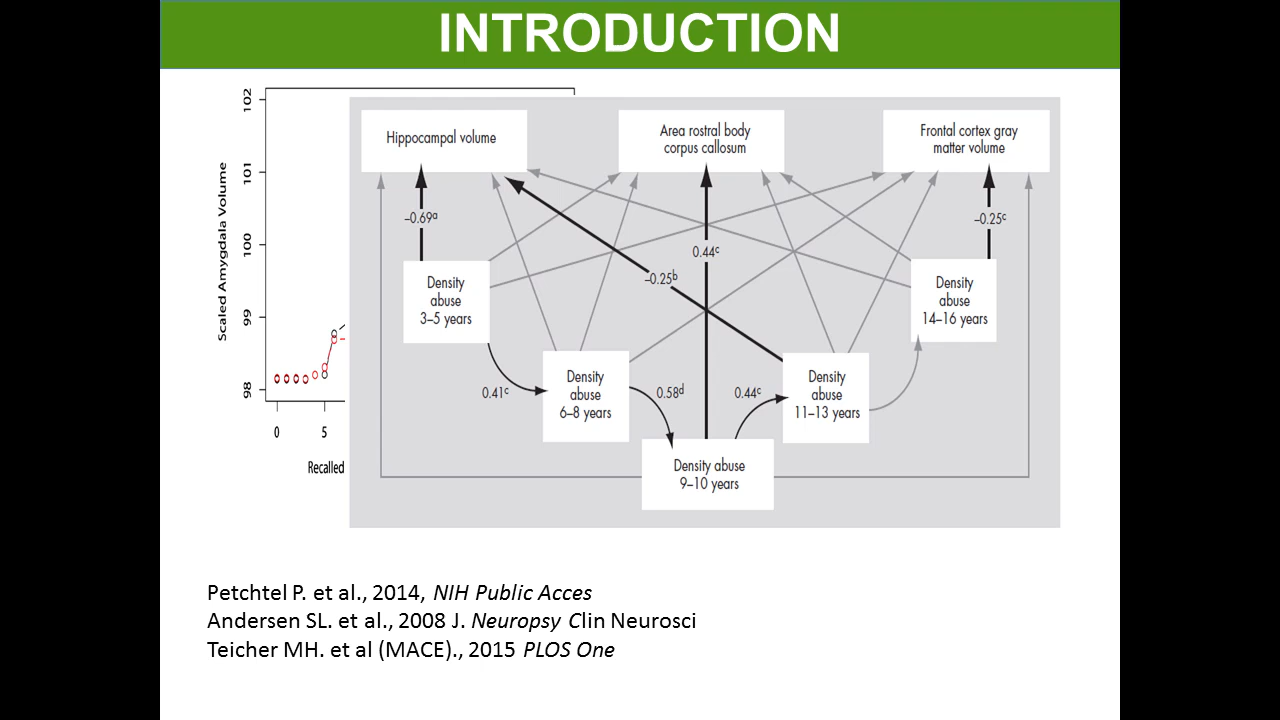 INTRODUCTION
102
101
100
99
98
Scaled Amygdala Volume
0
5
Recalled
Hippocampal volume
Area rostral body
corpus callosum
Frontal cortex gray
matter volume
–0.69a
0.44c
–0.25c
–0.25b
Density
abuse
3–5 years
Density
abuse
14–16 years
Density
abuse
6–8 years
Density
abuse
11–13 years
0.41c
0.58d
0.44c
Density abuse
9–10 years
Petchtel P. et al., 2014, NIH Public Acces
Andersen SL. et al., 2008 J. Neuropsy Clin Neurosci
Teicher MH. et al (MACE)., 2015 PLOS One